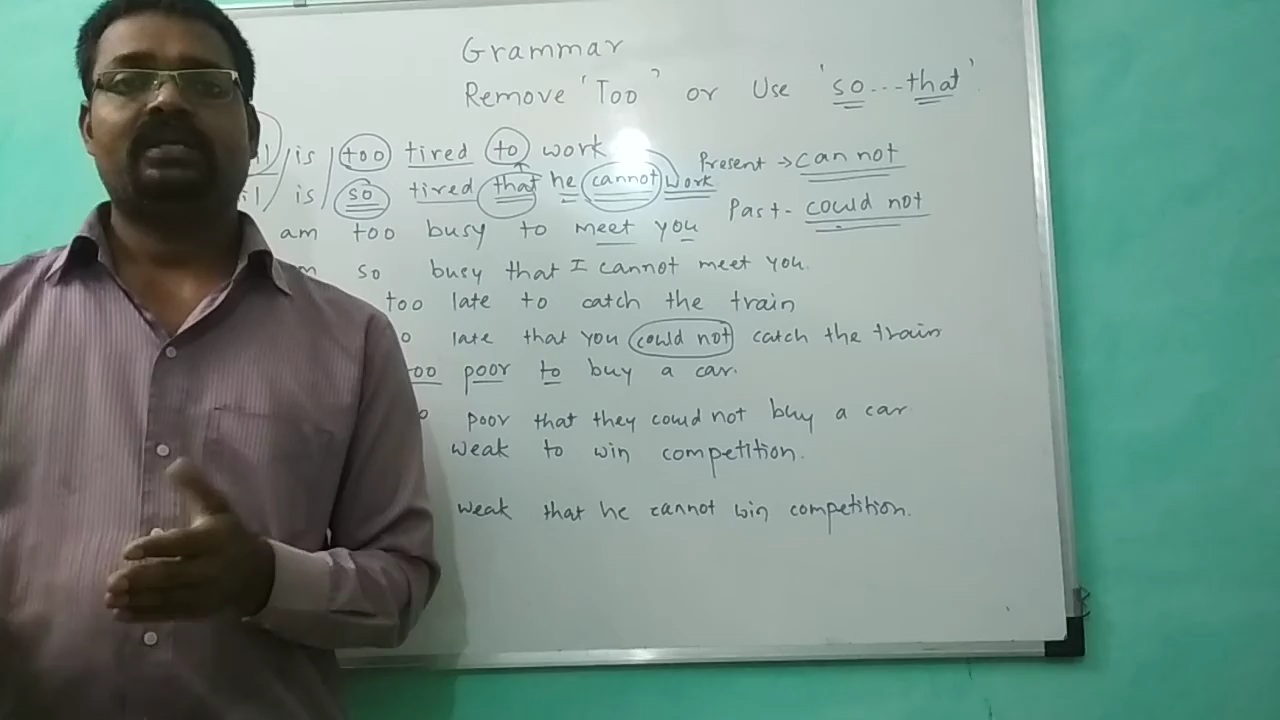 Grammar
Remove 'Too' or Use 'so...that'
/is / too tired to work
/ is / so tired that he cannot work
Present → can not
Past - could not
am too busy to meet you
so busy that I cannot meet you.
too late to catch the train
late that you could not catch the train
poor to buy a car.
poor that they could not buy a car
weak to win competition.
weak that he cannot win competition.